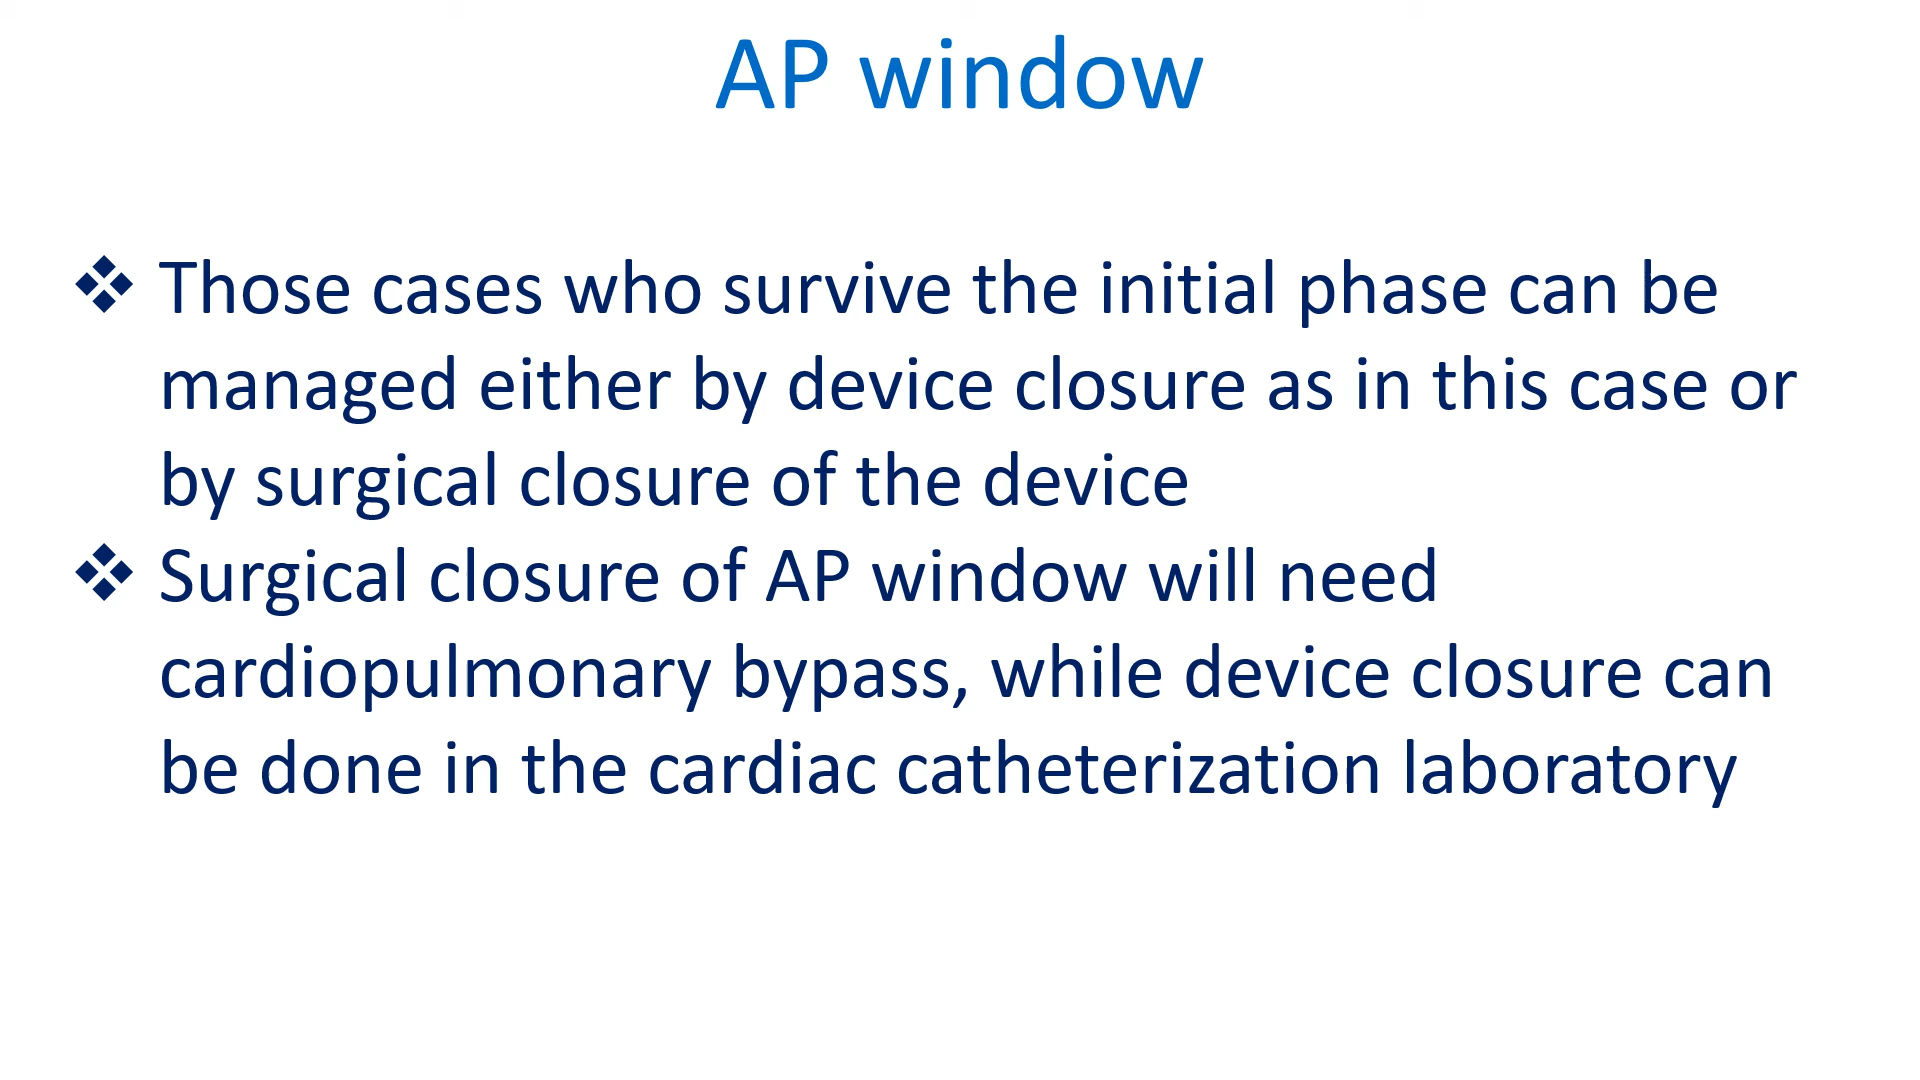 AP window
❖ Those cases who survive the initial phase can be
managed either by device closure as in this case or
by surgical closure of the device
❖ Surgical closure of AP window will need
cardiopulmonary bypass, while device closure can
be done in the cardiac catheterization laboratory